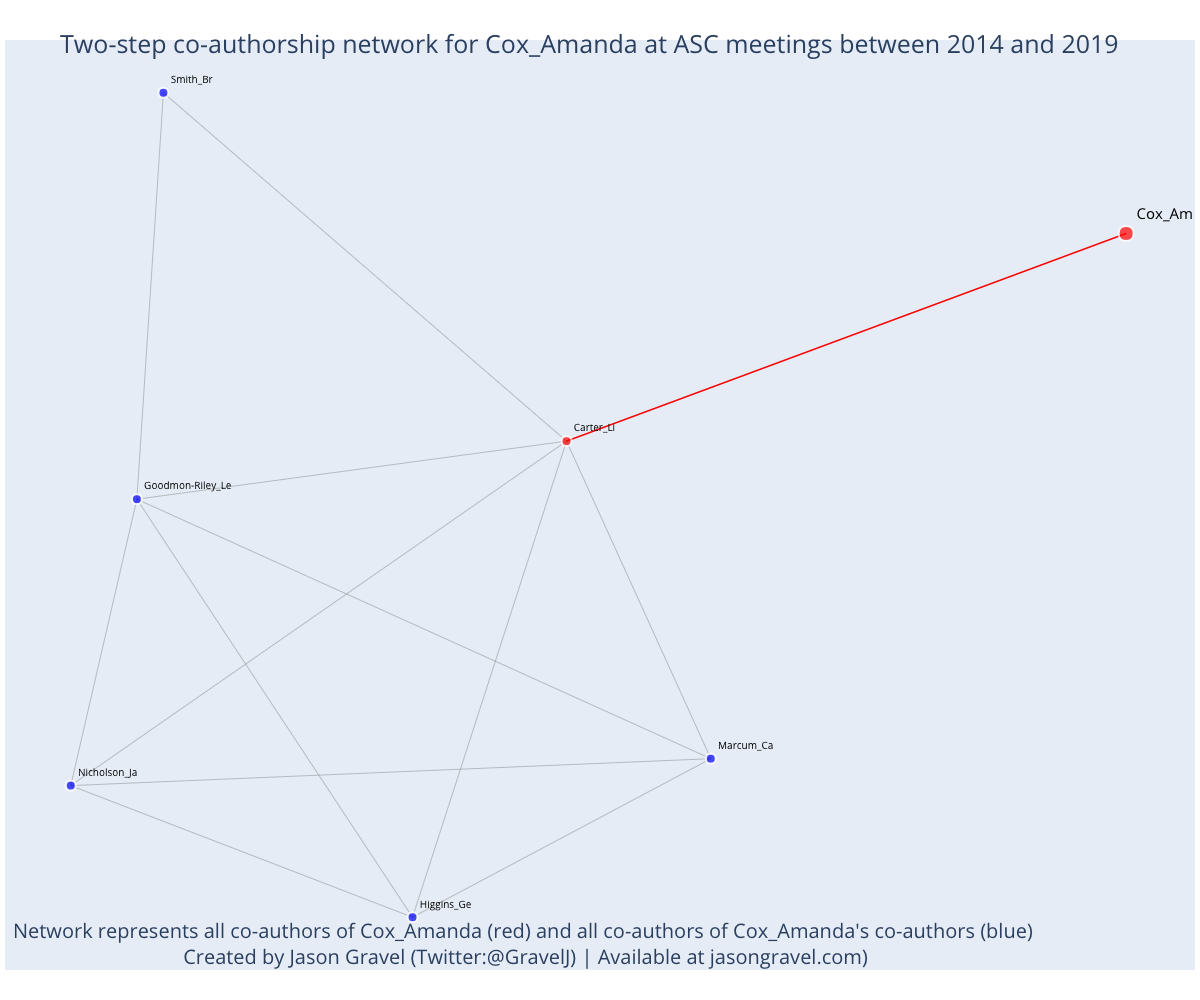 Two-step co-authorship network for Cox_Amanda at ASC meetings between 2014 and 2019
Smith_Br
Cox_Am
Carter_Li
Goodmon-Riley_Le
Marcum_Ca
Nicholson_Ja
Higgins_Ge
Network represents all co-authors of Cox_Amanda (red) and all co-authors of Cox_Amanda's co-authors (blue)
Created by Jason Gravel (Twitter:@GravelJ) | Available at jasongravel.com)